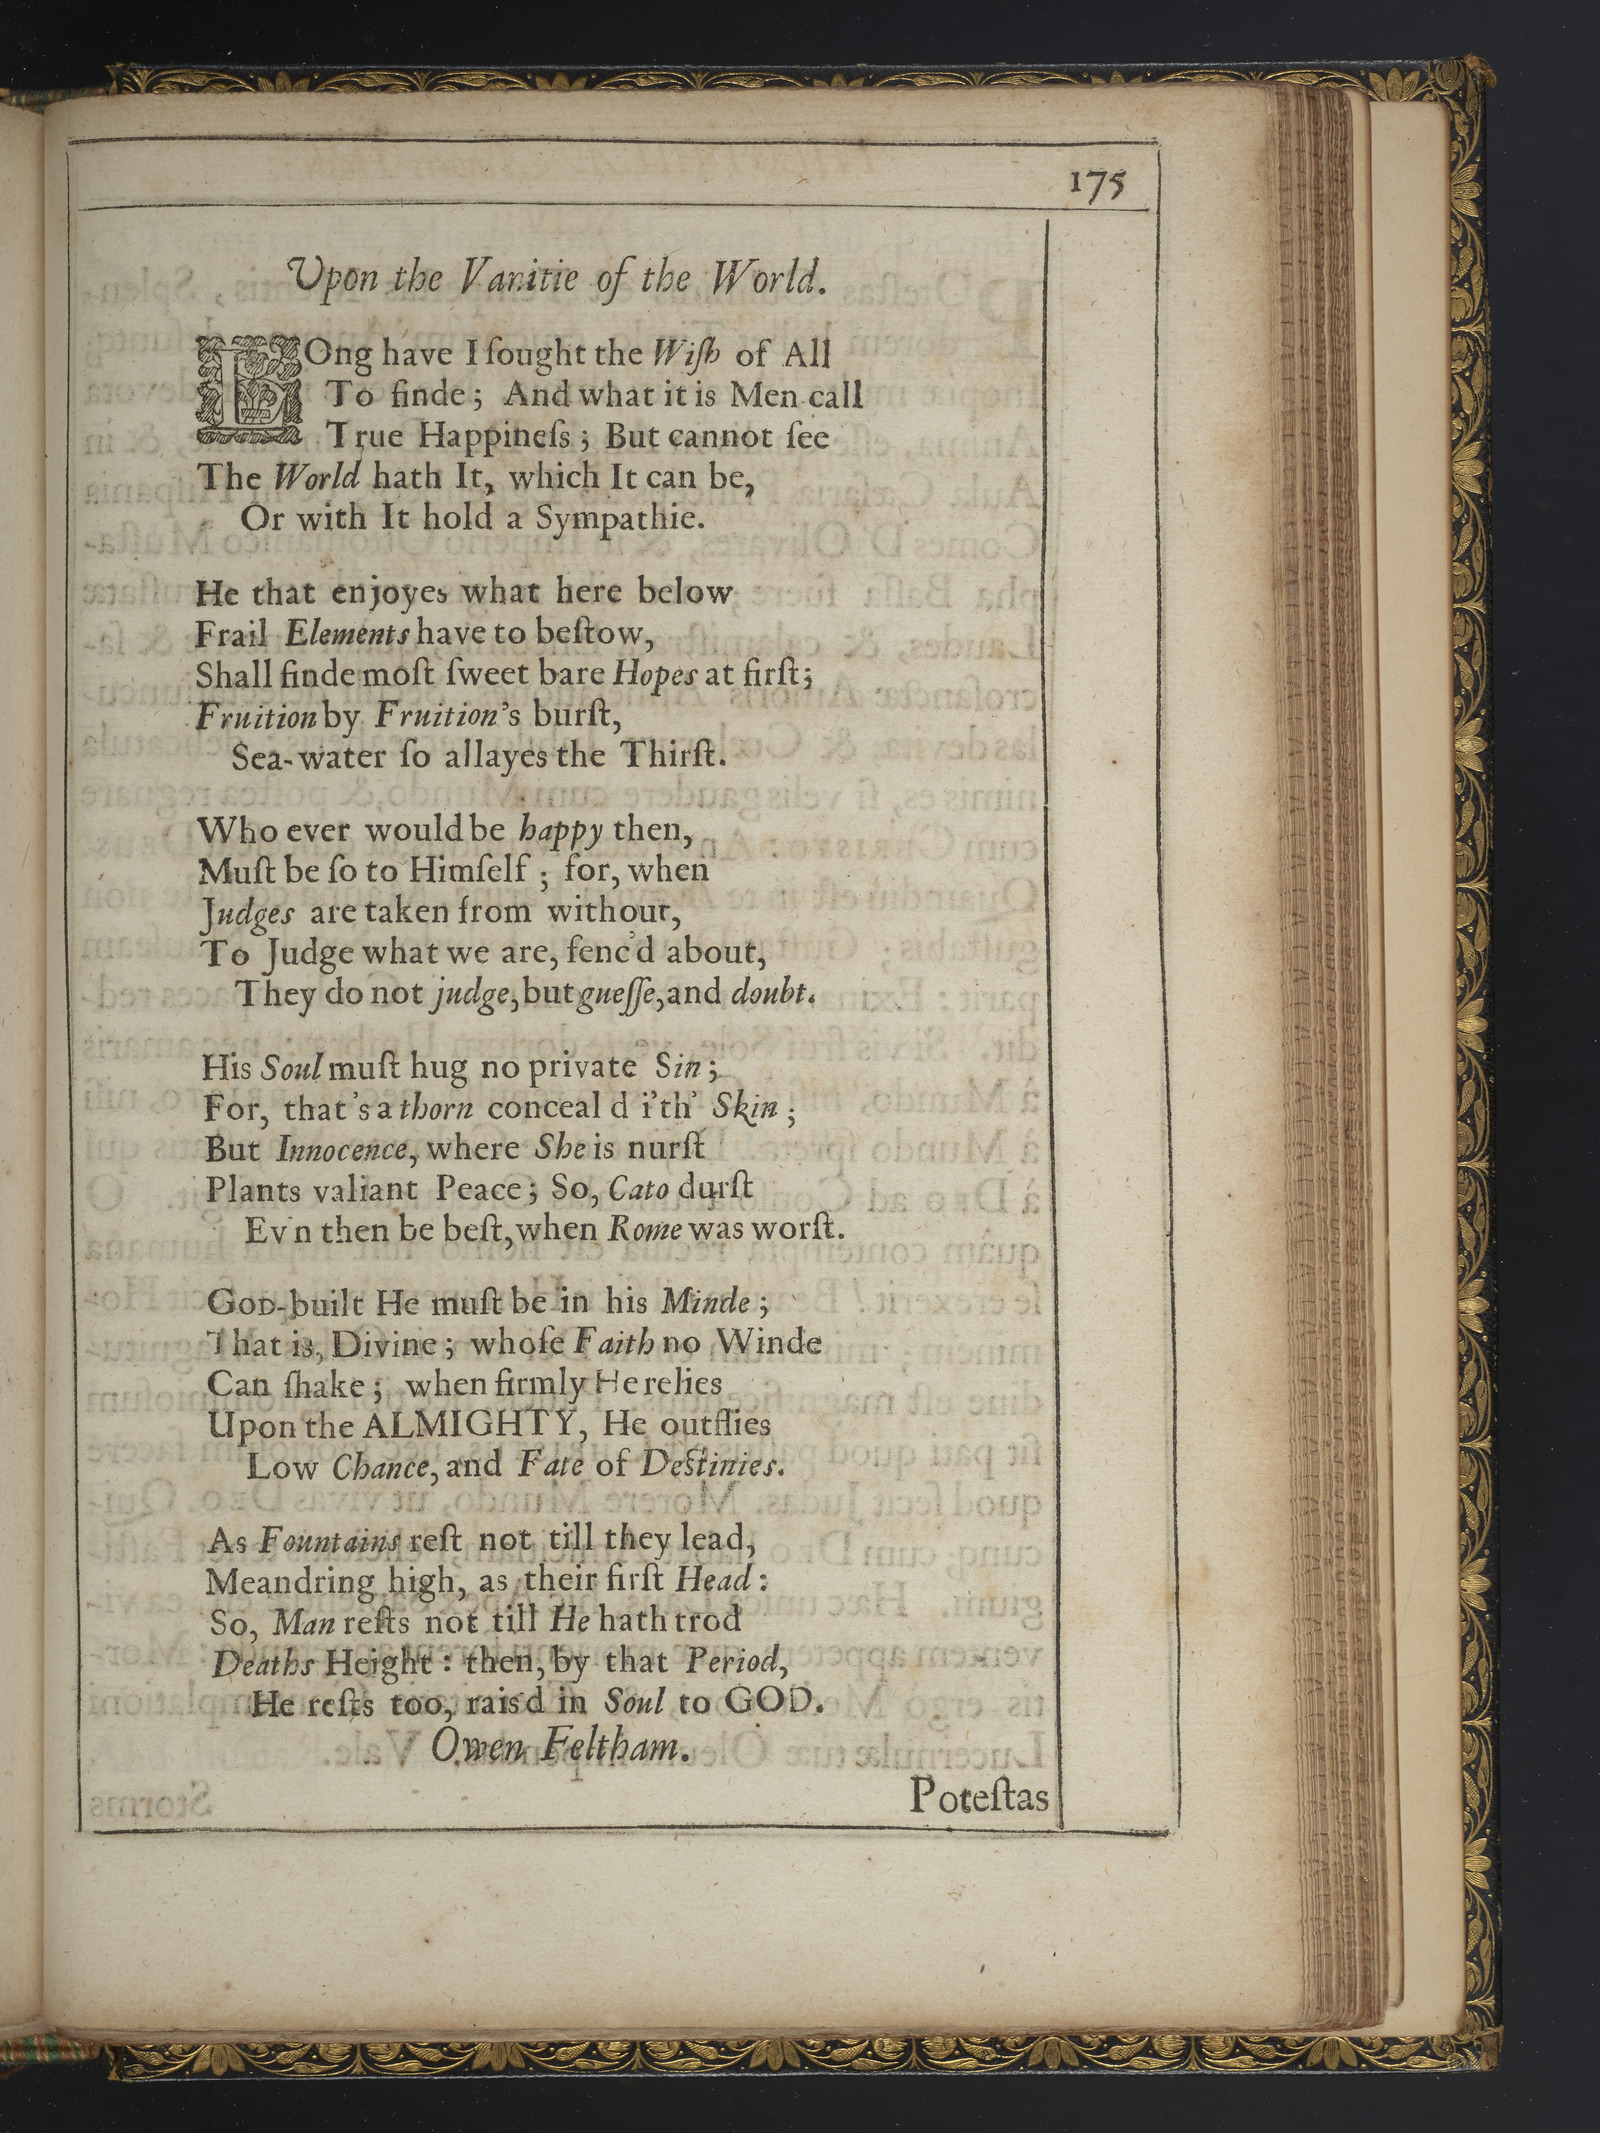 175
Upon the Vanitie of the World.
LOng have I ſought the Wiſh of All
To finde; And what it is Men call
True Happineſs; But cannot ſee
The World hath It, which It can be,
Or with It hold a Sympathie.
He that enjoyes what here below
Frail Elements have to beſtow,
Shall finde moſt ſweet bare Hopes at firſt;
Fruition by Fruition's burſt,
Sea-water ſo allayes the Thirſt.
Who ever would be happy then,
Muſt be ſo to Himſelf; for, when
Judges are taken from without,
To Judge what we are, fenc'd about,
They do not judge, but gueſſe, and doubt.
His Soul muſt hug no private Sin;
For, that's a thorn conceal d i'th' Skin;
But Innocence, where She is nurſt
Plants valiant Peace; So, Cato durſt
Ev'n then be beſt, when Rome was worſt.
GOD-built He muſt be in his Minde;
That is, Divine; whoſe Faith no Winde
Can ſhake; when firmly He relies
Upon the ALMIGHTY, He outflies
Low Chance, and Fate of Deſtinies.
As Fountains reſt not till they lead,
Meandring high, as their firſt Head:
So, Man reſts not till He hath trod
Deaths Height: then, by that Period,
He reſts too, rais'd in Soul to GOD.
Owen Feltham.
Poteſtas